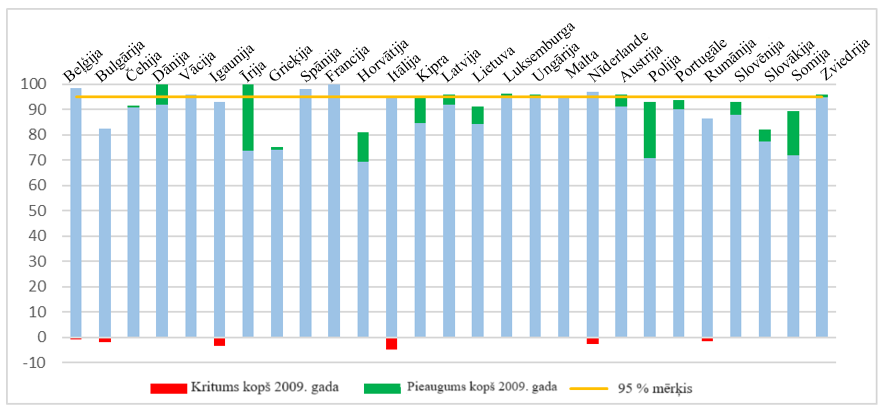 Beļģija
Bulgārija
Čehija
Dānija
Vācija
Igaunija
Īrija
Grieķija
Spānija
Francija
Horvātija
Itālija
Kipra
Latvija
Lietuva
Luksemburga
Ungārija
Malta
Nīderlande
Austrija
Polija
Portugāle
Rumānija
Slovēnija
Slovākija
Somija
Zviedrija
100
90
80
70
60
50
40
30
20
10
0
-10
Kritums kopš 2009. gada
Pieaugums kopš 2009. gada
95 % mērķis